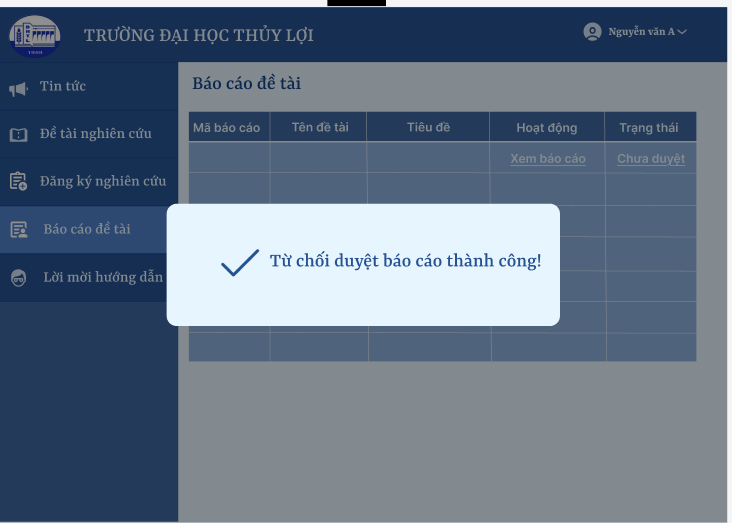 TRƯỜNG ĐẠI HỌC THỦY LỢI
Nguyễn văn A
Tin tức
Đề tài nghiên cứu
Đăng ký nghiên cứu
Báo cáo đề tài
Lời mời hướng dẫn
Báo cáo đề tài
Mã báo cáo Tên đề tài Tiêu đề Hoạt động Trạng thái
Xem báo cáo Chưa duyệt
Từ chối duyệt báo cáo thành công!